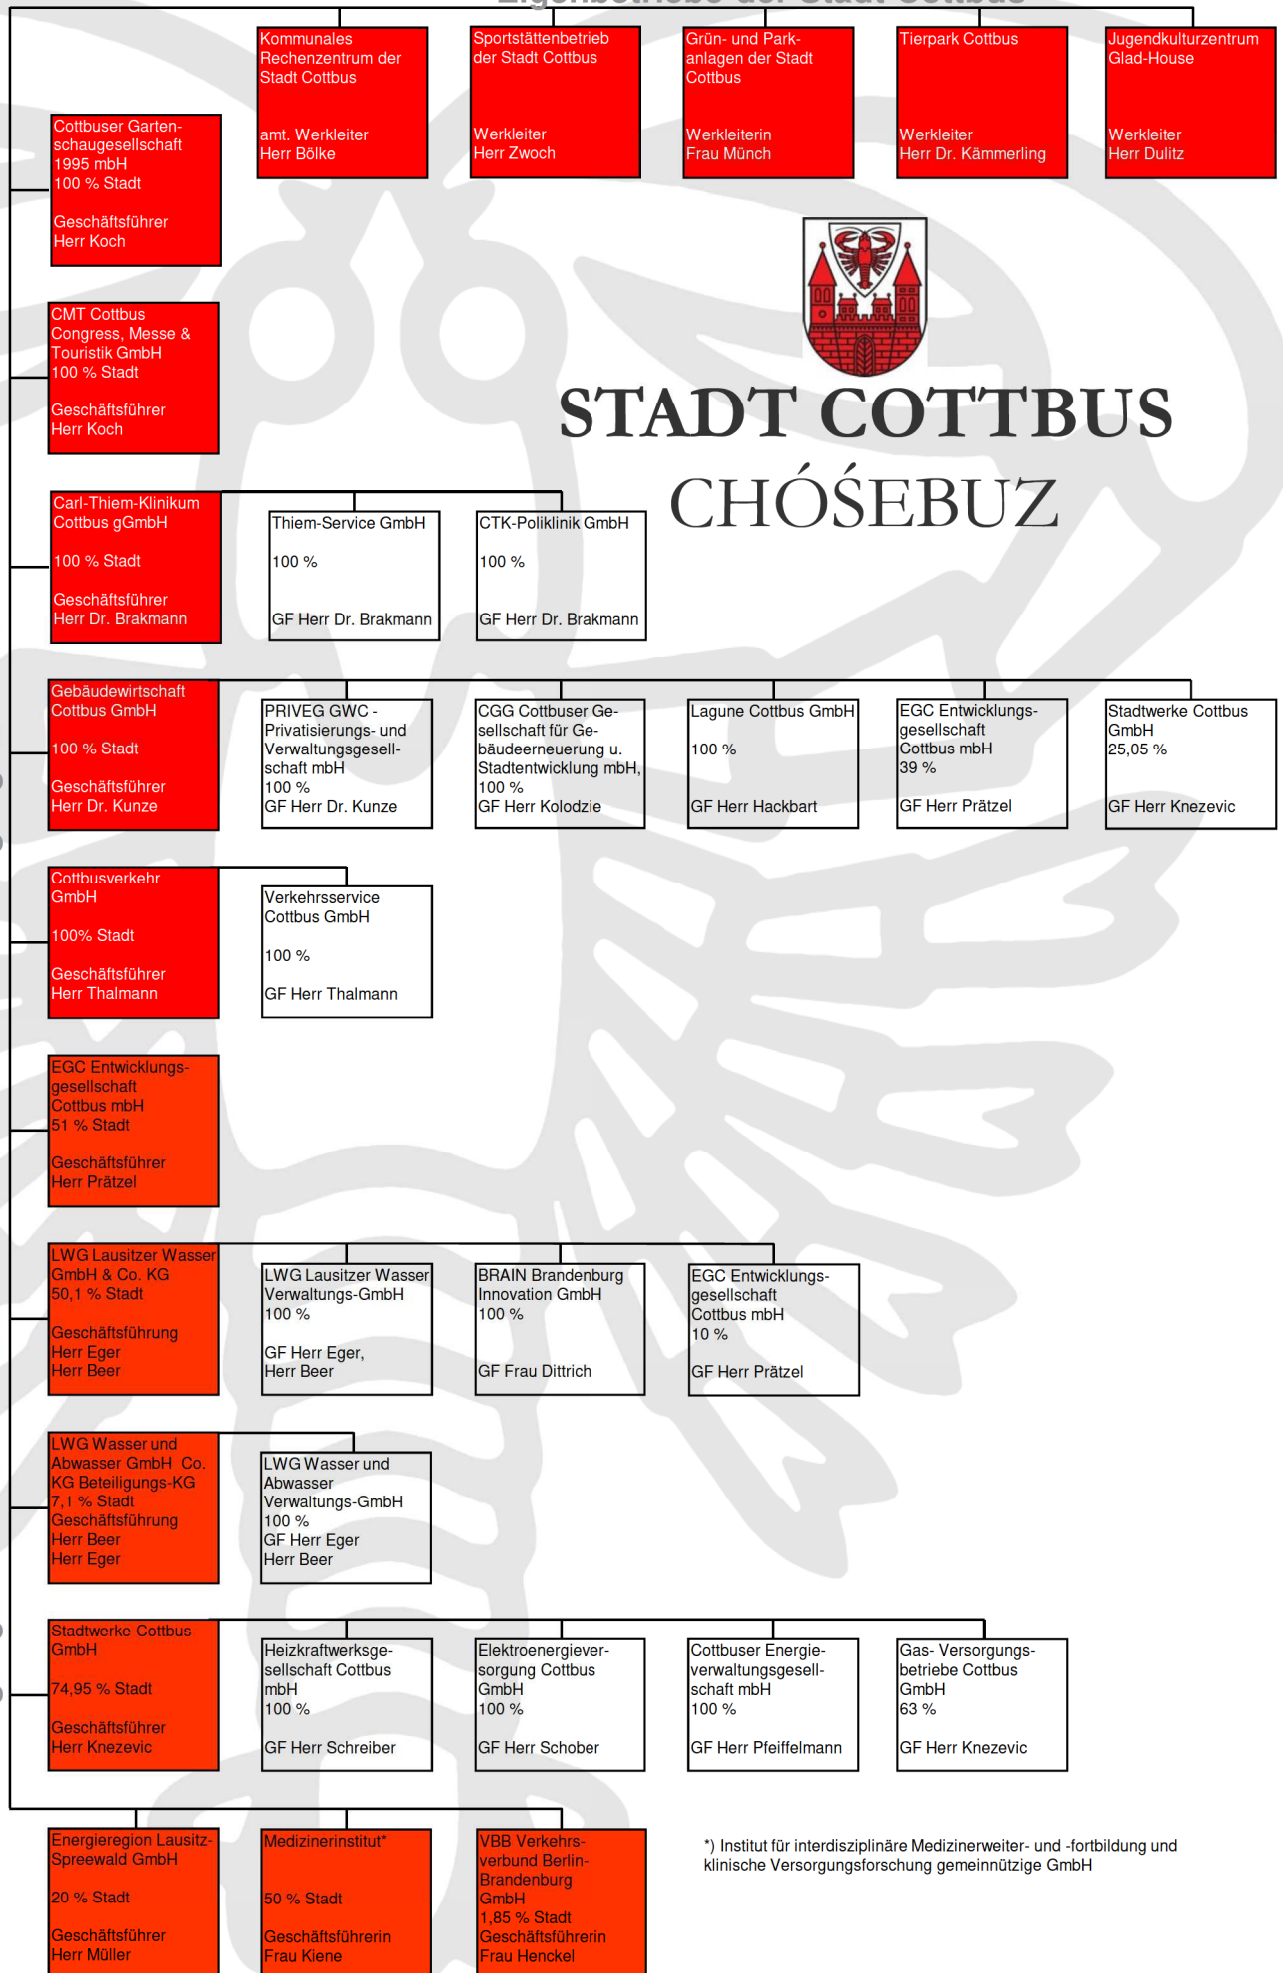 Eigenbetriebe der Stadt Cottbus
Kommunales
Rechenzentrum der
Stadt Cottbus
amt. Werkleiter
Herr Bölke
Sportstättenbetrieb
der Stadt Cottbus
Werkleiter
Herr Zwoch
Grün- und Park-
anlagen der Stadt
Cottbus
Werkleiterin
Frau Münch
Tierpark Cottbus
Werkleiter
Herr Dr. Kämmerling
Jugendkulturzentrum
Glad-House
Werkleiter
Herr Dulitz
Cottbuser Garten-
schaugesellschaft
1995 mbH
100 % Stadt
Geschäftsführer
Herr Koch
CMT Cottbus
Congress, Messe &
Touristik GmbH
100 % Stadt
Geschäftsführer
Herr Koch
STADT COTTBUS
CHÓŚEBUZ
Carl-Thiem-Klinikum
Cottbus gGmbH
100 % Stadt
Geschäftsführer
Herr Dr. Brakmann
Thiem-Service GmbH
100 %
GF Herr Dr. Brakmann
CTK-Poliklinik GmbH
100 %
GF Herr Dr. Brakmann
Gebäudewirtschaft
Cottbus GmbH
100 % Stadt
Geschäftsführer
Herr Dr. Kunze
PRIVEG GWC -
Privatisierungs- und
Verwaltungsgesell-
schaft mbH
100 %
GF Herr Dr. Kunze
CGG Cottbuser Ge-
sellschaft für Ge-
bäudeerneuerung u.
Stadtentwicklung mbH,
100 %
GF Herr Kolodzie
Lagune Cottbus GmbH
100 %
GF Herr Hackbart
EGC Entwicklungs-
gesellschaft
Cottbus mbH
39 %
GF Herr Prätzel
Stadtwerke Cottbus
GmbH
25,05 %
GF Herr Knezevic
Cottbusverkehr
GmbH
100% Stadt
Geschäftsführer
Herr Thalmann
Verkehrsservice
Cottbus GmbH
100 %
GF Herr Thalmann
EGC Entwicklungs-
gesellschaft
Cottbus mbH
51 % Stadt
Geschäftsführer
Herr Prätzel
LWG Lausitzer Wasser
GmbH & Co. KG
50,1 % Stadt
Geschäftsführung
Herr Eger
Herr Beer
LWG Lausitzer Wasser
Verwaltungs-GmbH
100 %
GF Herr Eger,
Herr Beer
BRAIN Brandenburg
Innovation GmbH
100 %
GF Frau Dittrich
EGC Entwicklungs-
gesellschaft
Cottbus mbH
10 %
GF Herr Prätzel
LWG Wasser und
Abwasser GmbH Co.
KG Beteiligungs-KG
7,1 % Stadt
Geschäftsführung
Herr Beer
Herr Eger
LWG Wasser und
Abwasser
Verwaltungs-GmbH
100 %
GF Herr Eger
Herr Beer
Stadtwerke Cottbus
GmbH
74,95 % Stadt
Geschäftsführer
Herr Knezevic
Heizkraftwerksge-
sellschaft Cottbus
mbH
100 %
GF Herr Schreiber
Elektroenergiever-
sorgung Cottbus
GmbH
100 %
GF Herr Schober
Cottbuser Energie-
verwaltungsgesell-
schaft mbH
100 %
GF Herr Pfeiffelmann
Gas- Versorgungs-
betriebe Cottbus
GmbH
63 %
GF Herr Knezevic
Energieregion Lausitz-
Spreewald GmbH
20 % Stadt
Geschäftsführer
Herr Müller
Medizinerinstitut*
50 % Stadt
Geschäftsführerin
Frau Kiene
VBB Verkehrs-
verbund Berlin-
Brandenburg
GmbH
1,85 % Stadt
Geschäftsführerin
Frau Henckel
*) Institut für interdisziplinäre Medizinerweiter- und -fortbildung und
klinische Versorgungsforschung gemeinnützige GmbH